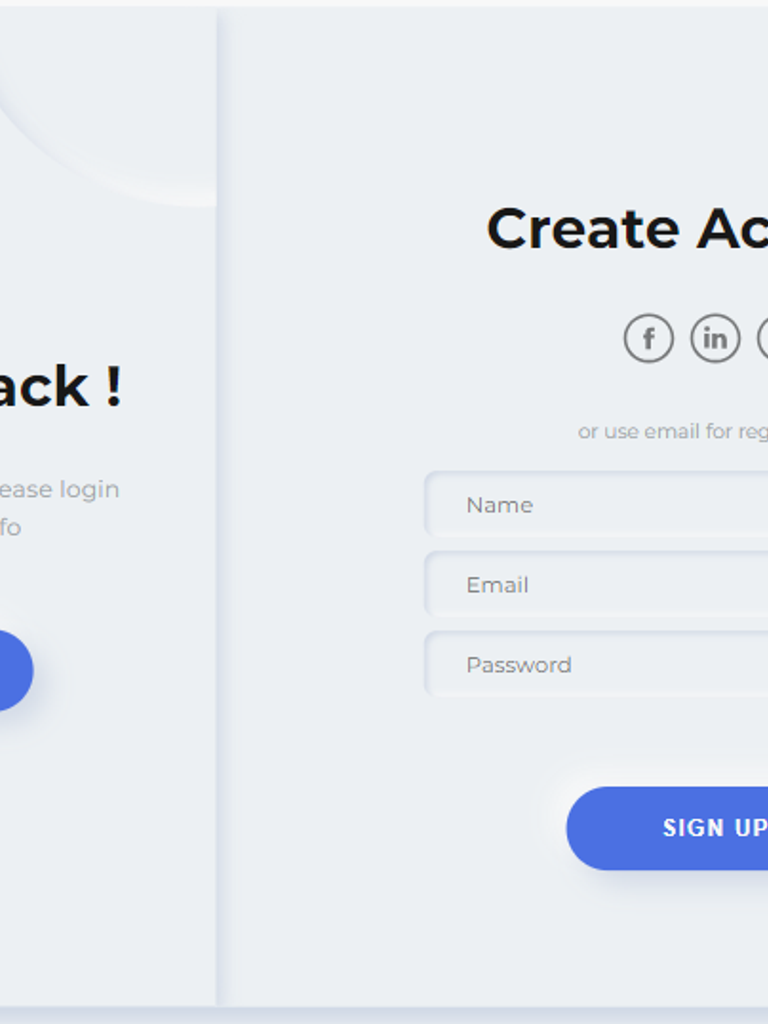 ack !
ease login
fo
Create Ac
f
in
or use email for reg
Name
Email
Password
SIGN UP